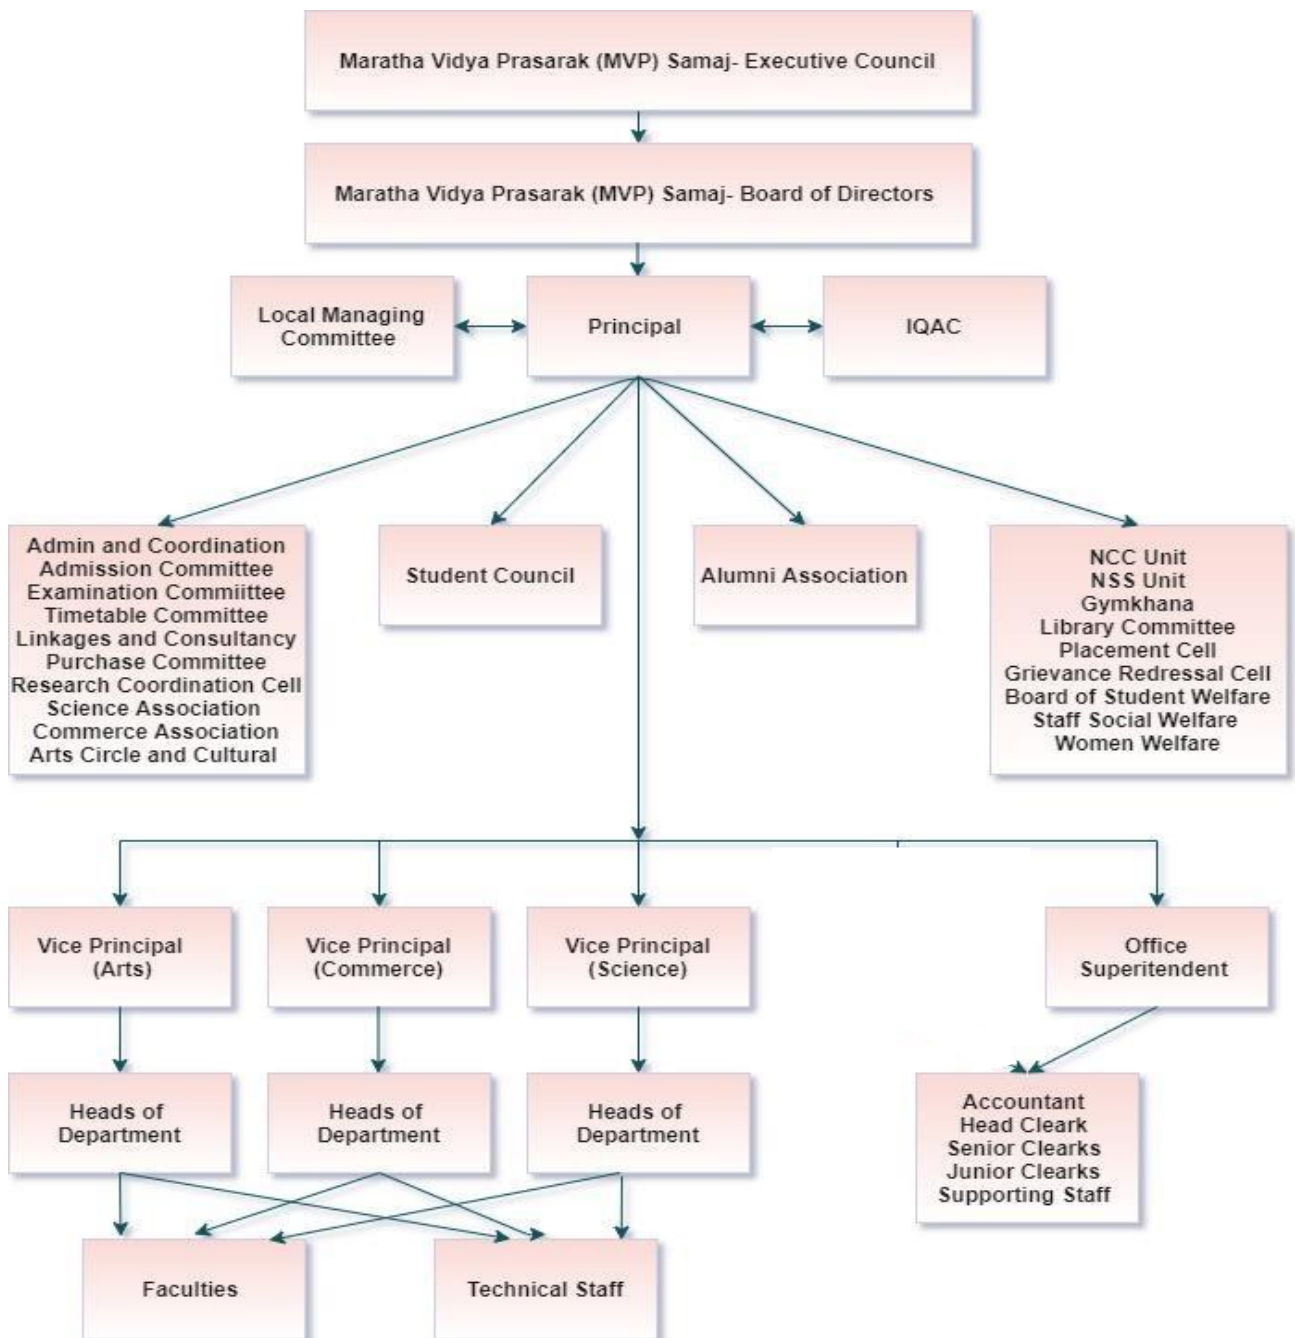 Maratha Vidya Prasarak (MVP) Samaj- Executive Council
Maratha Vidya Prasarak (MVP) Samaj- Board of Directors
Local Managing
Committee
Principal
IQAC
Admin and Coordination
Admission Committee
Examination Commiittee
Timetable Committee
Linkages and Consultancy
Purchase Committee
Research Coordination Cell
Science Association
Commerce Association
Arts Circle and Cultural
Student Council
Alumni Association
NCC Unit
NSS Unit
Gymkhana
Library Committee
Placement Cell
Grievance Redressal Cell
Board of Student Welfare
Staff Social Welfare
Women Welfare
Vice Principal
(Arts)
Vice Principal
(Commerce)
Vice Principal
(Science)
Office
Superitendent
Heads of
Department
Heads of
Department
Heads of
Department
Accountant
Head Cleark
Senior Clearks
Junior Clearks
Supporting Staff
Faculties
Technical Staff